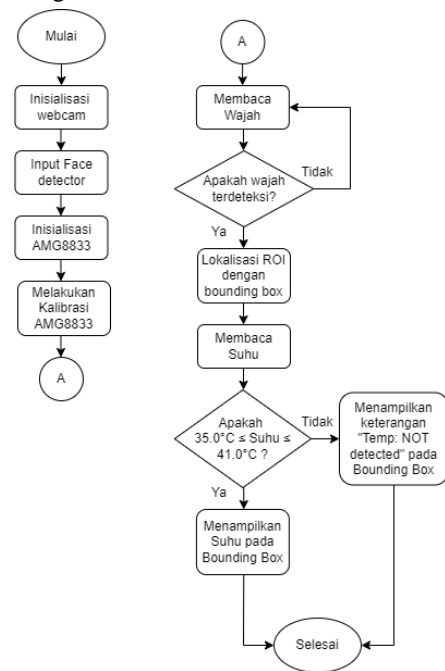 Mulai
Inisialisasi
webcam
Input Face
detector
Inisialisasi
AMG8833
Melakukan
Kalibrasi
AMG8833
A
A
Membaca
Wajah
Apakah wajah
terdeteksi?
Tidak
Ya
Lokalisasi ROI
dengan
bounding box
Membaca
Suhu
Apakah
35.0°C ≤ Suhu ≤
41.0°C ?
Tidak
Menampilkan
keterangan
"Temp: NOT
detected" pada
Bounding Box
Ya
Menampilkan
Suhu pada
Bounding Box
Selesai